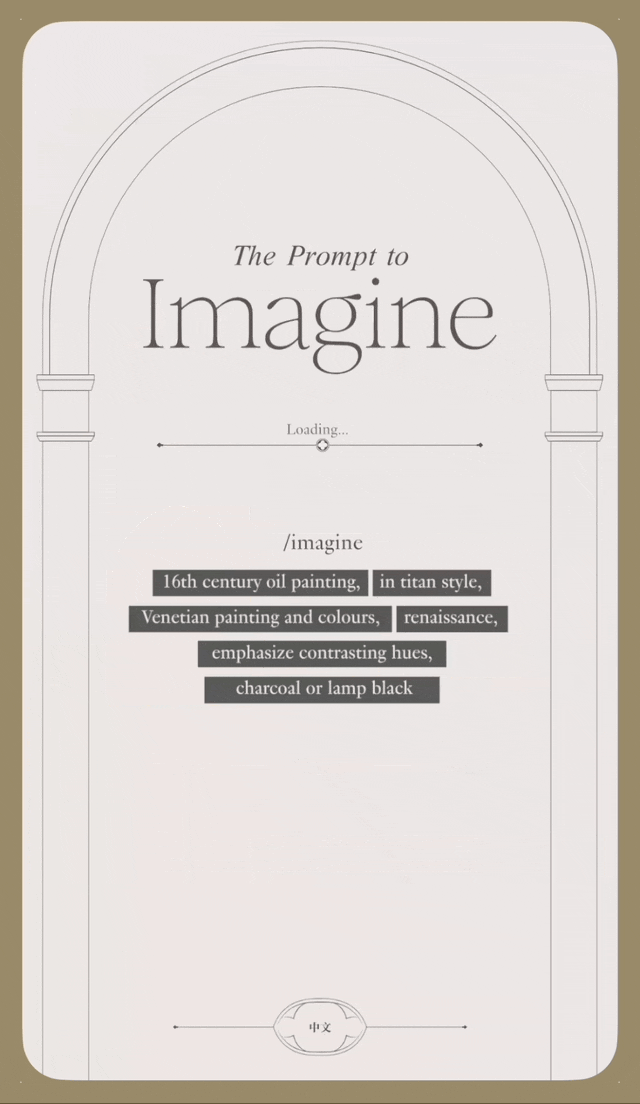 The Prompt to
Imagine
Loading...
/imagine
16th century oil painting, in titan style,
Venetian painting and colours, renaissance,
emphasize contrasting hues,
charcoal or lamp black
中文